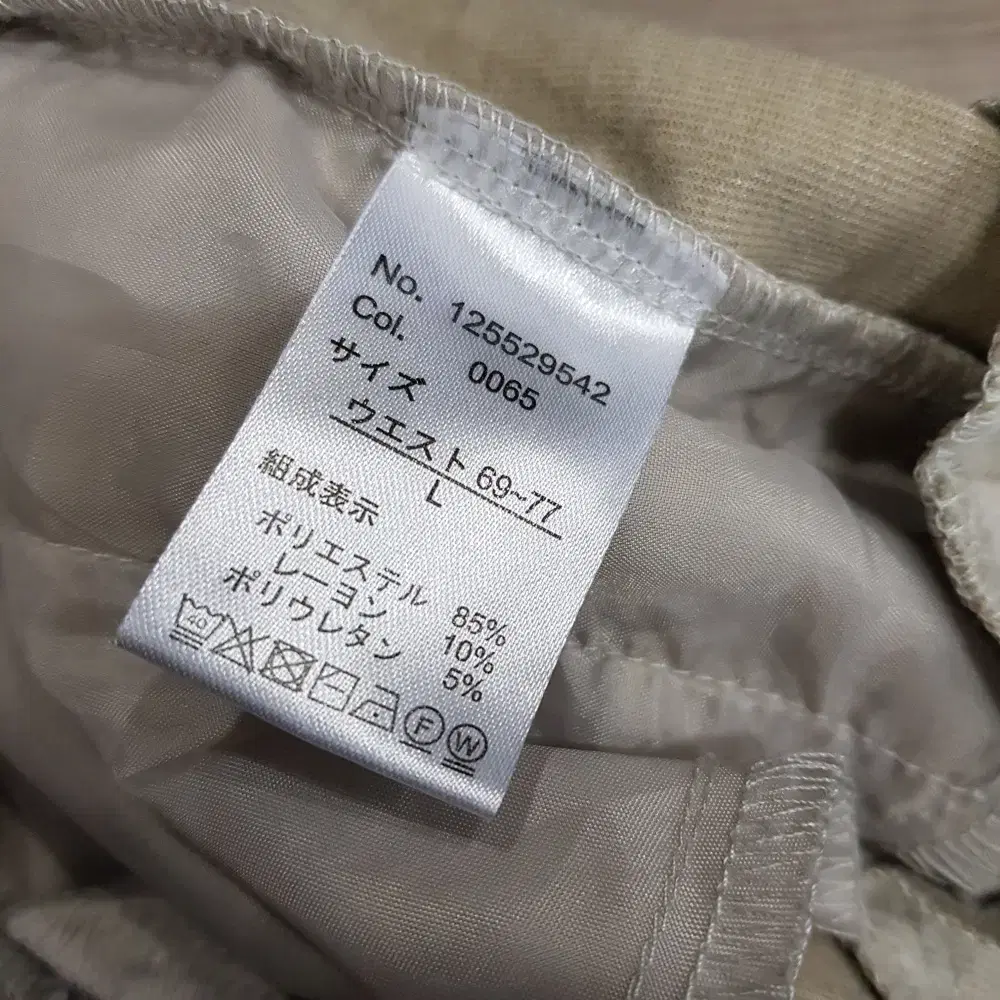 No. 125529542
Col. 0065
サイズ
ウエスト 69~77
L
組成表示
ポリエステル 85%
レーヨン 10%
ポリウレタン 5%
40 F W